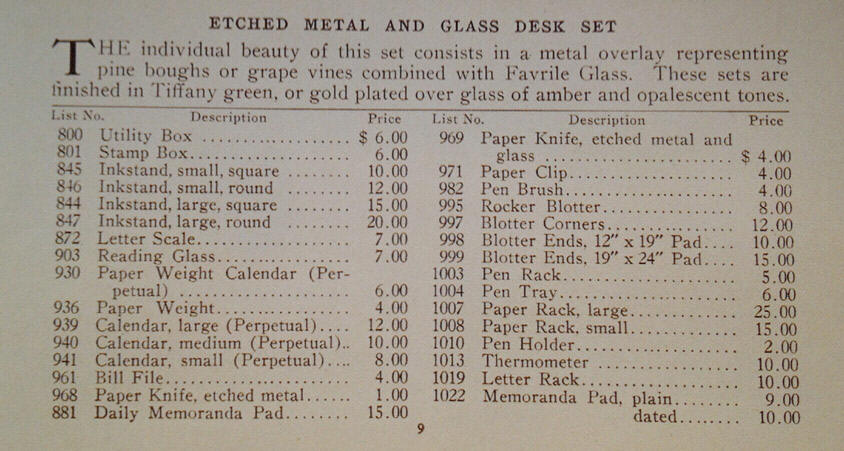 ETCHED METAL AND GLASS DESK SET
THE individual beauty of this set consists in a metal overlay representing
pine boughs or grape vines combined with Favrile Glass. These sets are
finished in Tiffany green, or gold plated over glass of amber and opalescent tones.
List No. Description Price
800 Utility Box .................. $ 6.00
801 Stamp Box.................. 6.00
845 Inkstand, small, square ........ 10.00
846 Inkstand, small, round ........ 12.00
844 Inkstand, large, square ........ 15.00
847 Inkstand, large, round ........ 20.00
872 Letter Scale.................. 7.00
903 Reading Glass............... 7.00
930 Paper Weight Calendar (Per-
petual) .................. 6.00
936 Paper Weight............... 4.00
939 Calendar, large (Perpetual).... 12.00
940 Calendar, medium (Perpetual).. 10.00
941 Calendar, small (Perpetual).... 8.00
961 Bill File..................... 4.00
968 Paper Knife, etched metal...... 1.00
881 Daily Memoranda Pad........ 15.00
List No. Description Price
969 Paper Knife, etched metal and
glass ........................ $ 4.00
971 Paper Clip..................... 4.00
982 Pen Brush..................... 4.00
995 Rocker Blotter................. 8.00
997 Blotter Corners................ 12.00
998 Blotter Ends, 12″ x 19″ Pad.... 10.00
999 Blotter Ends, 19″ x 24″ Pad.... 15.00
1003 Pen Rack..................... 5.00
1004 Pen Tray..................... 6.00
1007 Paper Rack, large............. 25.00
1008 Paper Rack, small............. 15.00
1010 Pen Holder................... 2.00
1013 Thermometer ................ 10.00
1019 Letter Rack................... 10.00
1022 Memoranda Pad, plain........ 9.00
dated........ 10.00
9